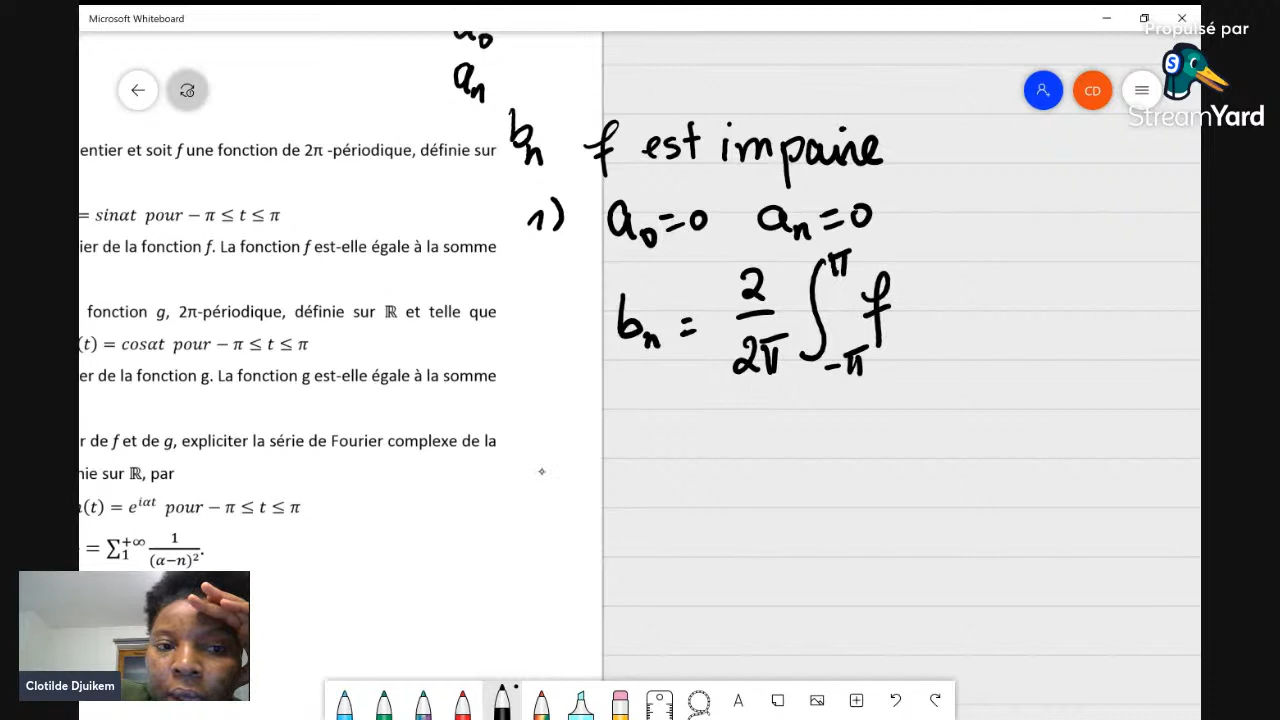 Microsoft Whiteboard
Propulsé par
StreamYard
CD
a₀
aₙ
bₙ f est impaire
entier et soit f une fonction de 2π -périodique, définie sur
= sinαt pour − π ≤ t ≤ π
ier de la fonction f. La fonction f est-elle égale à la somme
fonction g, 2π-périodique, définie sur ℝ et telle que
(t) = cosαt pour − π ≤ t ≤ π
er de la fonction g. La fonction g est-elle égale à la somme
r de f et de g, expliciter la série de Fourier complexe de la
nie sur ℝ, par
h(t) = e^{iαt} pour − π ≤ t ≤ π
= ∑₁^{+∞} 1/(α−n)².
1) a₀ = 0 aₙ = 0
bₙ = 2/2π ∫_{-π}^{π} f
Clotilde Djuikem